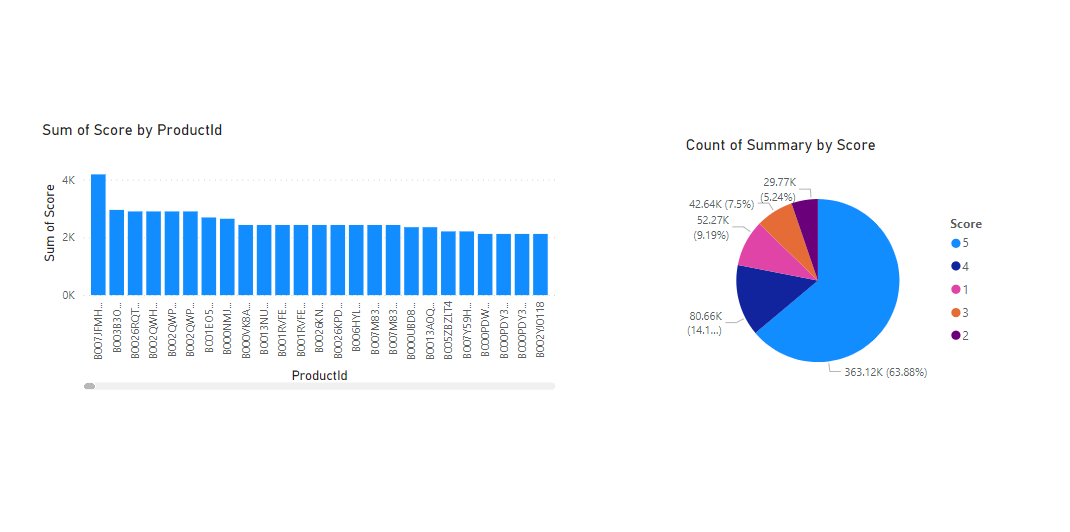 Sum of Score by ProductId
4K
2K
0K
Sum of Score
B007JFMH...
B003B3O...
B0026RQT...
B002QWH...
B002QWP...
B002QWP...
B001EO5...
B000NMJ...
B000VK8A...
B0013NU...
B001RVFE...
B001RVFE...
B0026KN...
B0026KPD...
B006HYL...
B007M83...
B007M83...
B000UBD8...
B0013A0Q...
B005ZBZLT4
B007Y59H...
B000PDW...
B000PDY3...
B000PDY3...
B002YJ0118
ProductId
Count of Summary by Score
29.77K
(5.24%)
42.64K (7.5%)
52.27K
(9.19%)
80.66K
(14.1...)
363.12K (63.88%)
Score
5
4
1
3
2